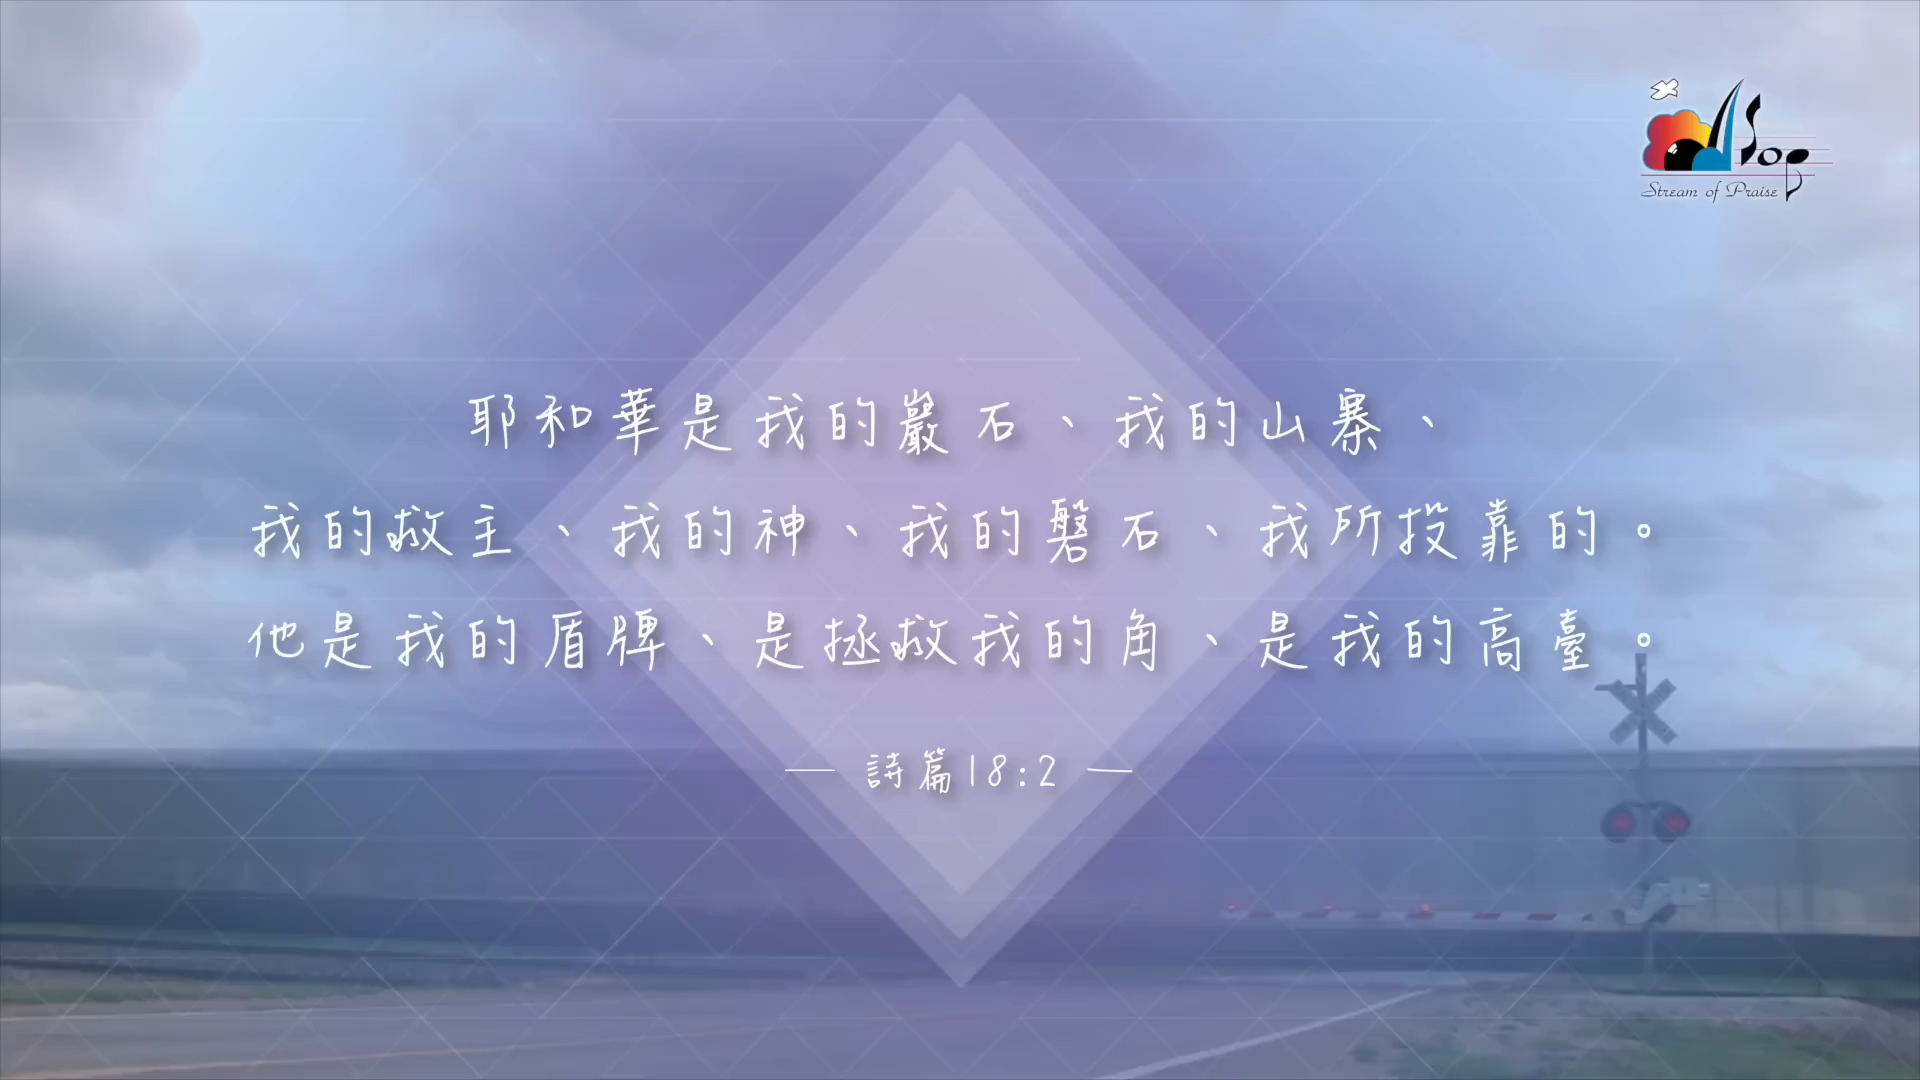 SOP
Stream of Praise
耶和華是我的巖石、我的山寨、
我的救主、我的神、我的磐石、我所投靠的。
他是我的盾牌、是拯救我的角、是我的高臺。
— 詩篇18:2 —